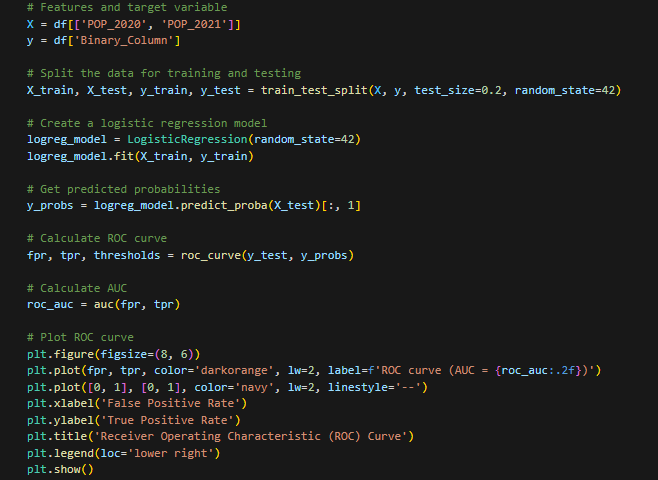 # Features and target variable
X = df[['POP_2020', 'POP_2021']]
y = df['Binary_Column']
# Split the data for training and testing
X_train, X_test, y_train, y_test = train_test_split(X, y, test_size=0.2, random_state=42)
# Create a logistic regression model
logreg_model = LogisticRegression(random_state=42)
logreg_model.fit(X_train, y_train)
# Get predicted probabilities
y_probs = logreg_model.predict_proba(X_test)[:, 1]
# Calculate ROC curve
fpr, tpr, thresholds = roc_curve(y_test, y_probs)
# Calculate AUC
roc_auc = auc(fpr, tpr)
# Plot ROC curve
plt.figure(figsize=(8, 6))
plt.plot(fpr, tpr, color='darkorange', lw=2, label=f'ROC curve (AUC = {roc_auc:.2f})')
plt.plot([0, 1], [0, 1], color='navy', lw=2, linestyle='--')
plt.xlabel('False Positive Rate')
plt.ylabel('True Positive Rate')
plt.title('Receiver Operating Characteristic (ROC) Curve')
plt.legend(loc='lower right')
plt.show()